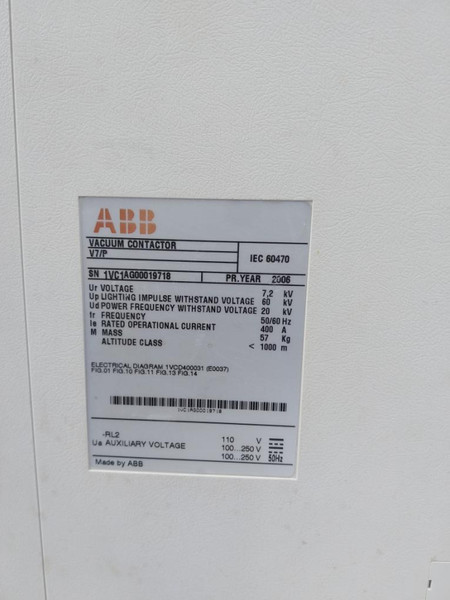 ABB
VACUUM CONTACTOR
V7/P
IEC 60470
SN 1VC1AG00019718 PR.YEAR 2006
Ur VOLTAGE 7,2 kV
Up LIGHTING IMPULSE WITHSTAND VOLTAGE 60 kV
Ud POWER FREQUENCY WITHSTAND VOLTAGE 20 kV
fr FREQUENCY 50/60 Hz
Ie RATED OPERATIONAL CURRENT 400 A
M MASS 57 Kg
ALTITUDE CLASS < 1000 m
ELECTRICAL DIAGRAM 1VCD400031 (E0037)
FIG.01 FIG.10 FIG.11 FIG.13 FIG.14
1VC1AG00019718
-RL2 110 V
Ua AUXILIARY VOLTAGE 100...250 V
100...250 V 50Hz
Made by ABB